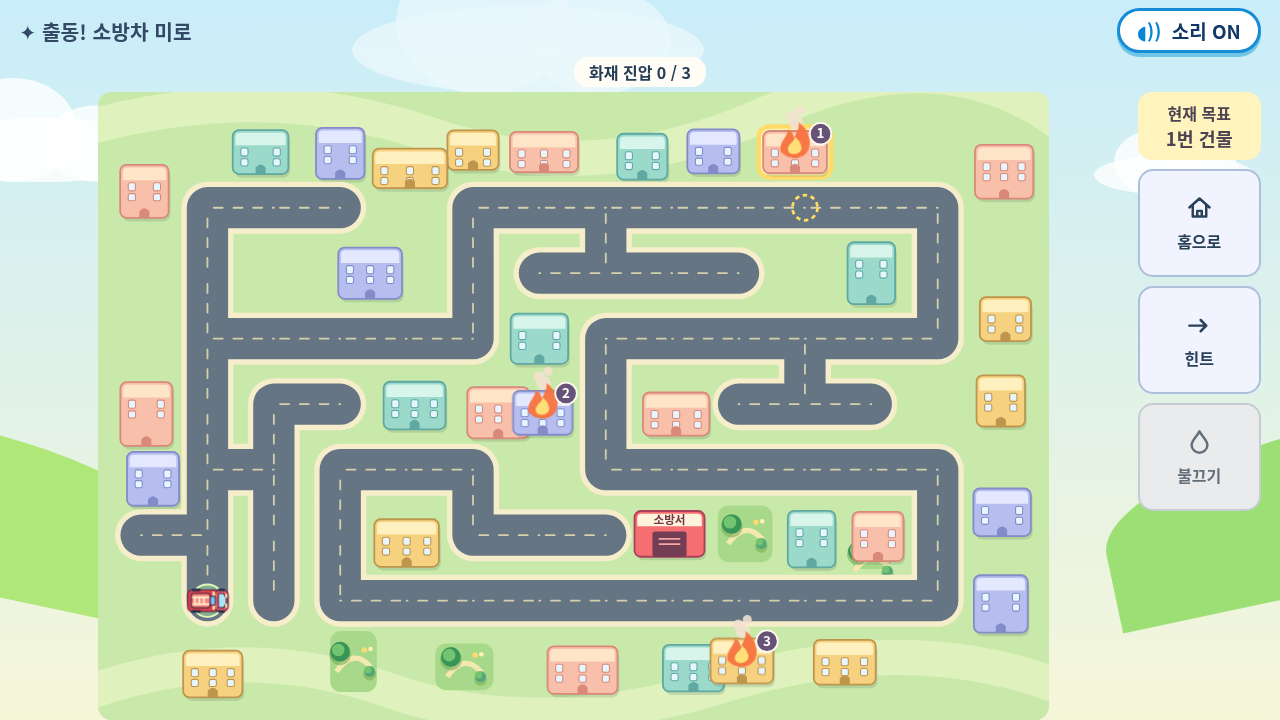 ✦ 출동! 소방차 미로
소리 ON
화재 진압 0 / 3
현재 목표
1번 건물
1
홈으로
힌트
2
불끄기
소방서
3